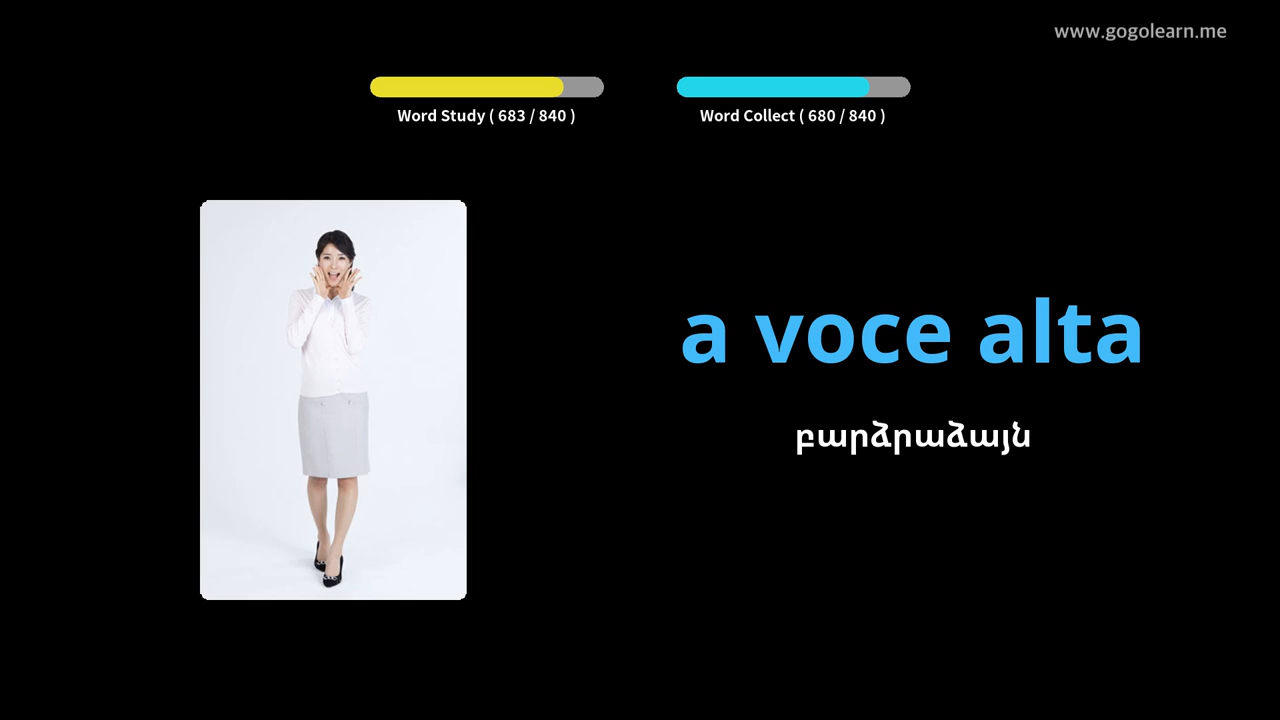 www.gogolearn.me
Word Study ( 683 / 840 )
Word Collect ( 680 / 840 )
a voce alta
բարձրաձայն